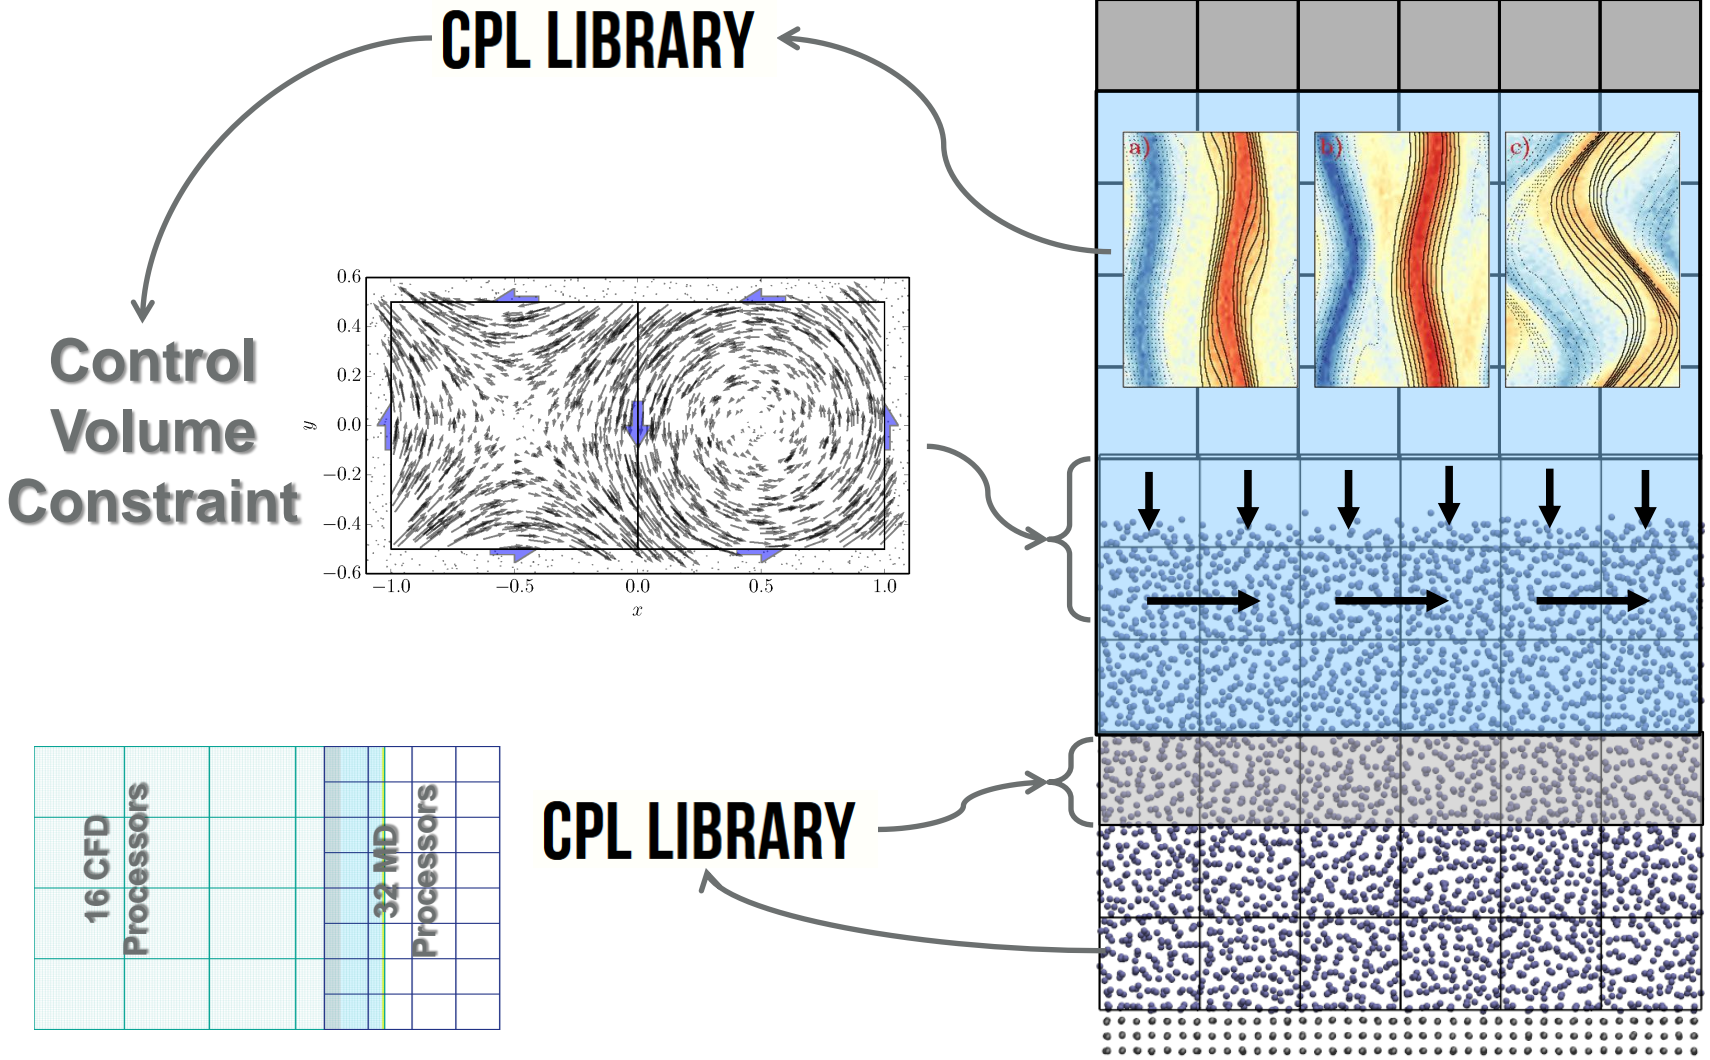 CPL LIBRARY
a)
b)
c)
Control
Volume
Constraint
0.6
0.4
0.2
0.0
−0.2
−0.4
−0.6
y
−1.0
−0.5
0.0
0.5
1.0
x
16 CFD
Processors
32 MD
Processors
CPL LIBRARY